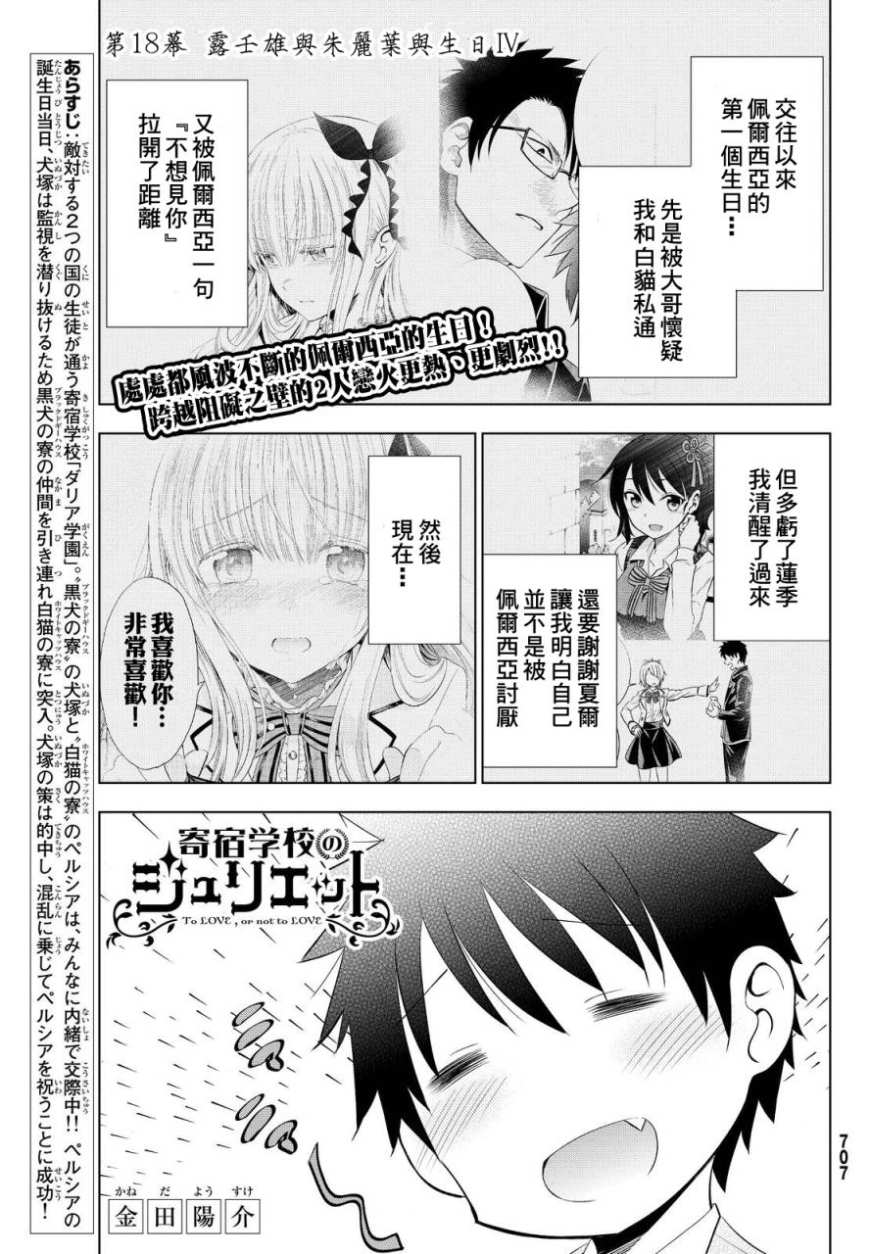 第18幕 露壬雄與朱麗葉與生日Ⅳ
交往以來
佩爾西亞的
第一個生日…
先是被大哥懷疑
我和白貓私通
又被佩爾西亞一句
『不想見你』
拉開了距離
處處都風波不斷的佩爾西亞的生日！
跨越阻礙之壁的2人戀火更熱、更劇烈!!
但多虧了蓮季
我清醒了過來
還要謝謝夏爾
讓我明白自己
並不是被
佩爾西亞討厭
然後
現在…
我喜歡你…
非常喜歡！
寄宿学校の
ジュリエット
To LOVE, or not to LOVE
かね だ よう すけ
金田陽介
あらすじ：敵対する2つの国の生徒が通う寄宿学校「ダリア学園」。“黒犬の寮”の犬塚と“白猫の寮”のペルシアは、みんなに内緒で交際中!! ペルシアの
誕生日当日、犬塚は監視を潜り抜けるため黒犬の寮の仲間を引き連れ白猫の寮に突入。犬塚の策は的中し、混乱に乗じてペルシアを祝うことに成功！
707